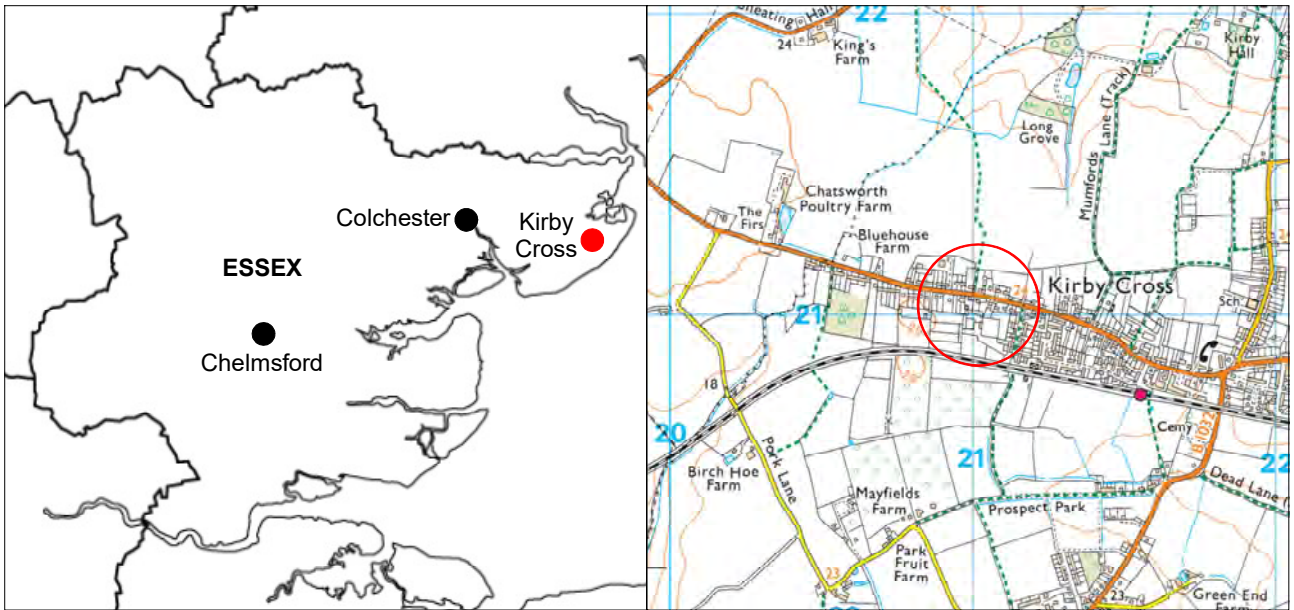 Colchester
Kirby
Cross
ESSEX
Chelmsford
22
24
King's
Farm
Kirby
Hall
Long
Grove
Mumfords Lane (Track)
Chatsworth
Poultry Farm
The
Firs
Bluehouse
Farm
Kirby Cross
Sch
21
18
20
Birch Hoe
Farm
Pork Lane
21
Cemy
B1032
22
Dead Lane
Mayfields
Farm
Prospect Park
Park
Fruit
Farm
23
23
Green End